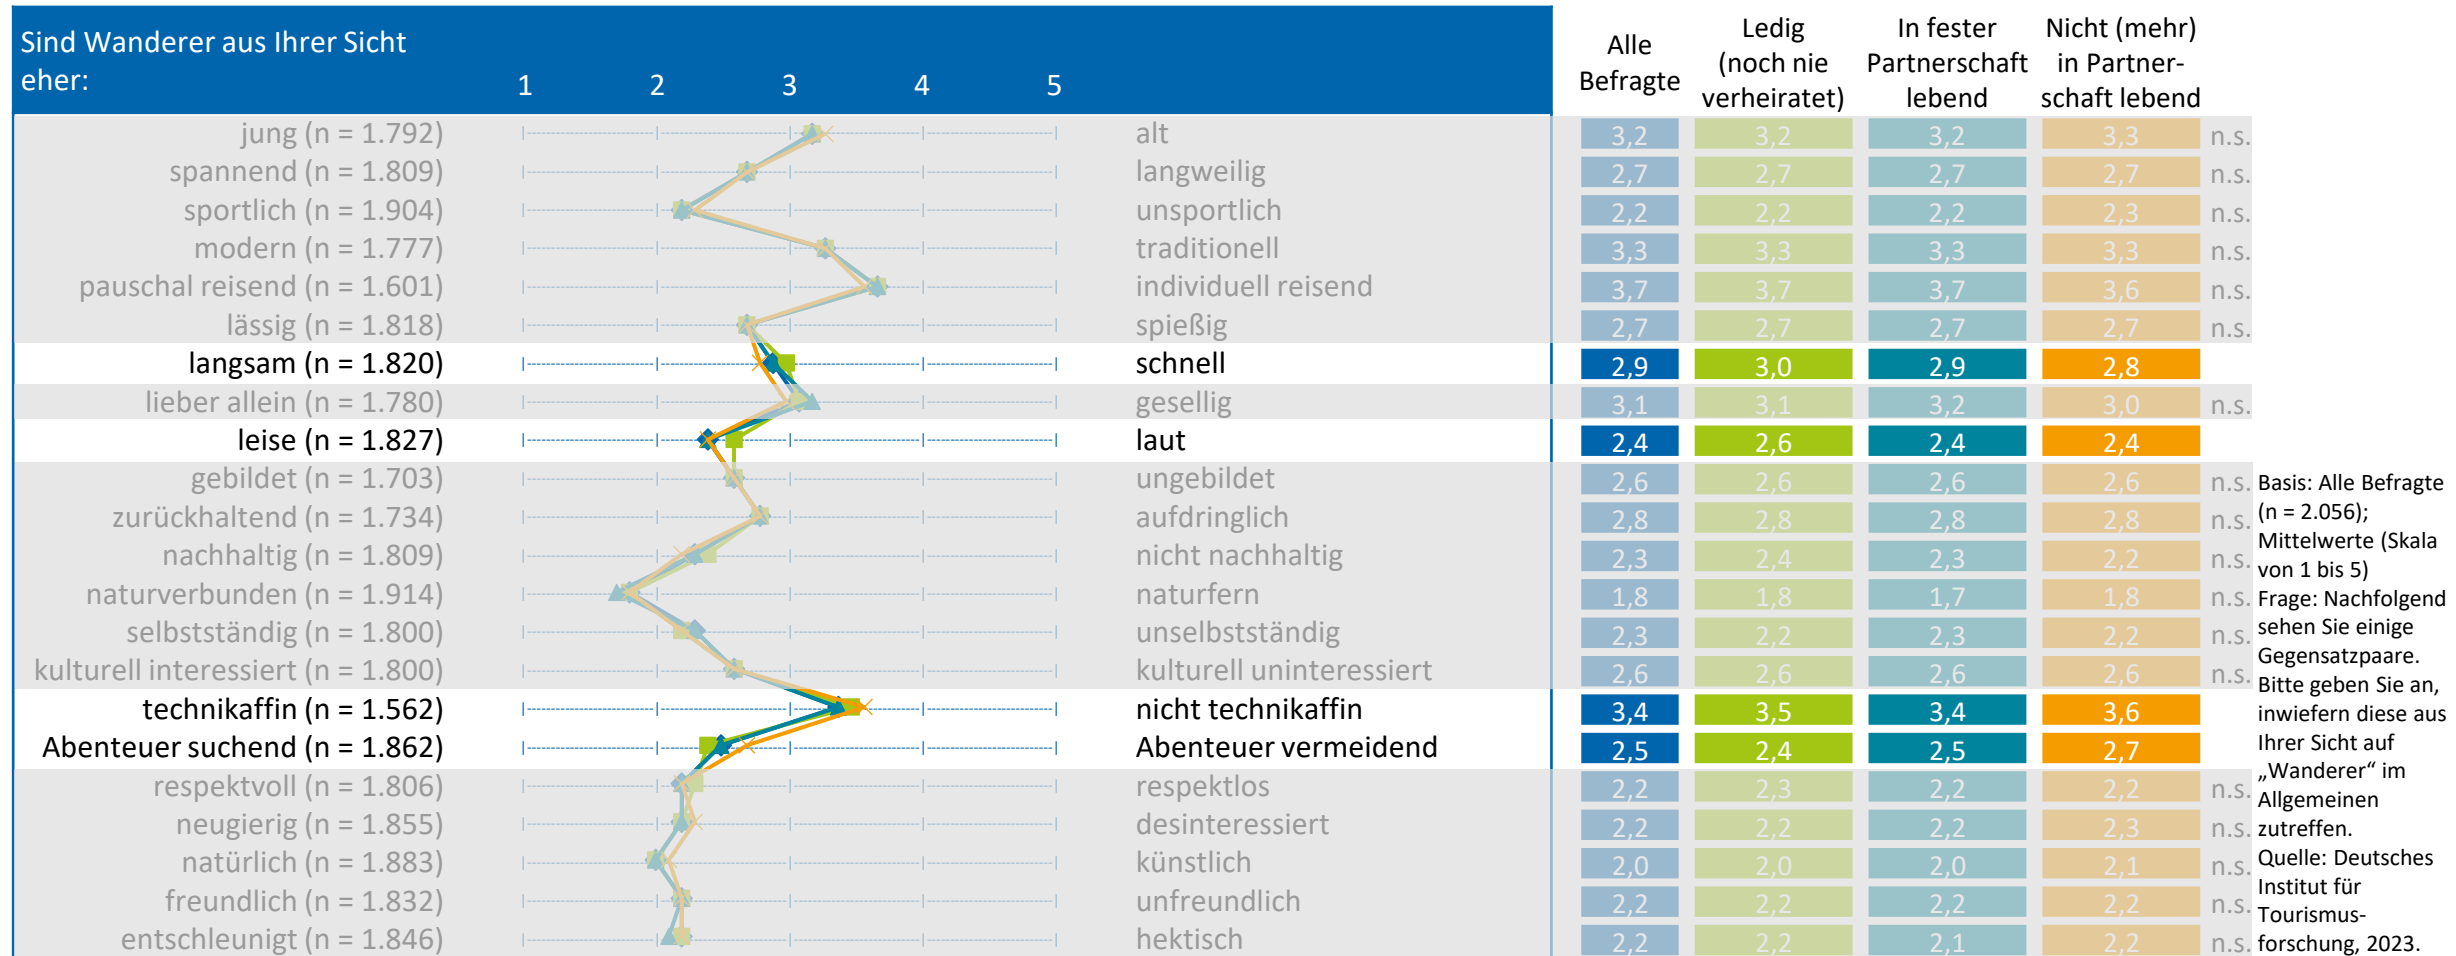 Sind Wanderer aus Ihrer Sicht
eher:
1 2 3 4 5
Alle
Befragte
Ledig
(noch nie
verheiratet)
In fester
Partnerschaft
lebend
Nicht (mehr)
in Partner-
schaft lebend
jung (n = 1.792) alt 3,2 3,2 3,2 3,3 n.s.
spannend (n = 1.809) langweilig 2,7 2,7 2,7 2,7 n.s.
sportlich (n = 1.904) unsportlich 2,2 2,2 2,2 2,3 n.s.
modern (n = 1.777) traditionell 3,3 3,3 3,3 3,3 n.s.
pauschal reisend (n = 1.601) individuell reisend 3,7 3,7 3,7 3,6 n.s.
lässig (n = 1.818) spießig 2,7 2,7 2,7 2,7 n.s.
langsam (n = 1.820) schnell 2,9 3,0 2,9 2,8
lieber allein (n = 1.780) gesellig 3,1 3,1 3,2 3,0 n.s.
leise (n = 1.827) laut 2,4 2,6 2,4 2,4
gebildet (n = 1.703) ungebildet 2,6 2,6 2,6 2,6 n.s.
zurückhaltend (n = 1.734) aufdringlich 2,8 2,8 2,8 2,8 n.s.
nachhaltig (n = 1.809) nicht nachhaltig 2,3 2,4 2,3 2,2 n.s.
naturverbunden (n = 1.914) naturfern 1,8 1,8 1,7 1,8 n.s.
selbstständig (n = 1.800) unselbstständig 2,3 2,2 2,3 2,2 n.s.
kulturell interessiert (n = 1.800) kulturell uninteressiert 2,6 2,6 2,6 2,6 n.s.
technikaffin (n = 1.562) nicht technikaffin 3,4 3,5 3,4 3,6
Abenteuer suchend (n = 1.862) Abenteuer vermeidend 2,5 2,4 2,5 2,7
respektvoll (n = 1.806) respektlos 2,2 2,3 2,2 2,2 n.s.
neugierig (n = 1.855) desinteressiert 2,2 2,2 2,2 2,3 n.s.
natürlich (n = 1.883) künstlich 2,0 2,0 2,0 2,1 n.s.
freundlich (n = 1.832) unfreundlich 2,2 2,2 2,2 2,2 n.s.
entschleunigt (n = 1.846) hektisch 2,2 2,2 2,1 2,2 n.s.
Basis: Alle Befragte
(n = 2.056);
Mittelwerte (Skala
von 1 bis 5)
Frage: Nachfolgend
sehen Sie einige
Gegensatzpaare.
Bitte geben Sie an,
inwiefern diese aus
Ihrer Sicht auf
„Wanderer“ im
Allgemeinen
zutreffen.
Quelle: Deutsches
Institut für
Tourismus-
forschung, 2023.